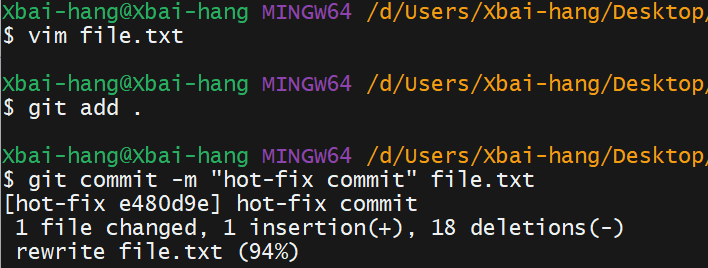 Xbai-hang@Xbai-hang MINGW64 /d/Users/Xbai-hang/Desktop/
$ vim file.txt
Xbai-hang@Xbai-hang MINGW64 /d/Users/Xbai-hang/Desktop/
$ git add .
Xbai-hang@Xbai-hang MINGW64 /d/Users/Xbai-hang/Desktop/
$ git commit -m "hot-fix commit" file.txt
[hot-fix e480d9e] hot-fix commit
 1 file changed, 1 insertion(+), 18 deletions(-)
 rewrite file.txt (94%)